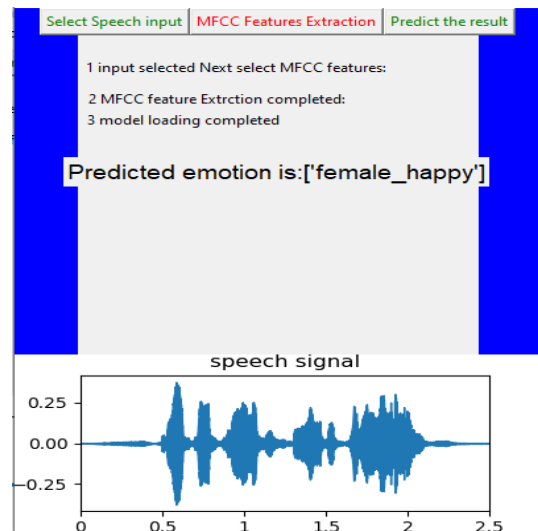 Select Speech input MFCC Features Extraction Predict the result
1 input selected Next select MFCC features:
2 MFCC feature Extrction completed:
3 model loading completed
Predicted emotion is:['female_happy']
speech signal
0.25
0.00
−0.25
0 0.5 1 1.5 2 2.5